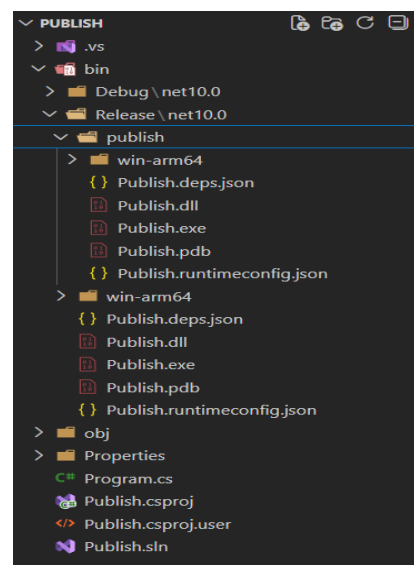 PUBLISH
.vs
bin
Debug\net10.0
Release\net10.0
publish
win-arm64
{ } Publish.deps.json
Publish.dll
Publish.exe
Publish.pdb
{ } Publish.runtimeconfig.json
win-arm64
{ } Publish.deps.json
Publish.dll
Publish.exe
Publish.pdb
{ } Publish.runtimeconfig.json
obj
Properties
C# Program.cs
Publish.csproj
Publish.csproj.user
Publish.sln